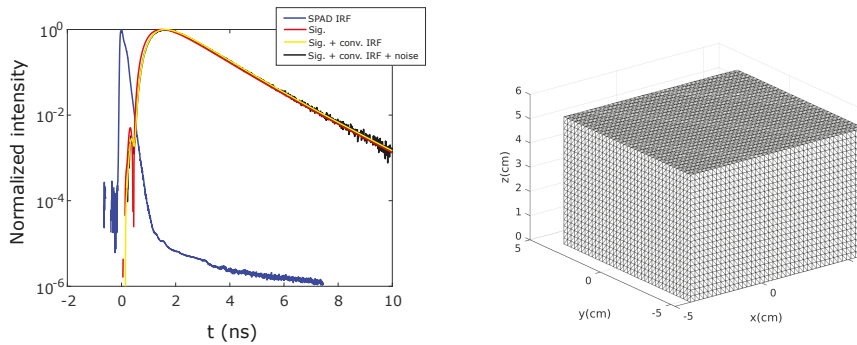 SPAD IRF
Sig.
Sig. + conv. IRF
Sig. + conv. IRF + noise
Normalized intensity
10^0
10^-2
10^-4
10^-6
-2
0
2
4
6
8
10
t (ns)
z(cm)
6
5
4
3
2
1
0
5
0
-5
y(cm)
-5
0
x(cm)